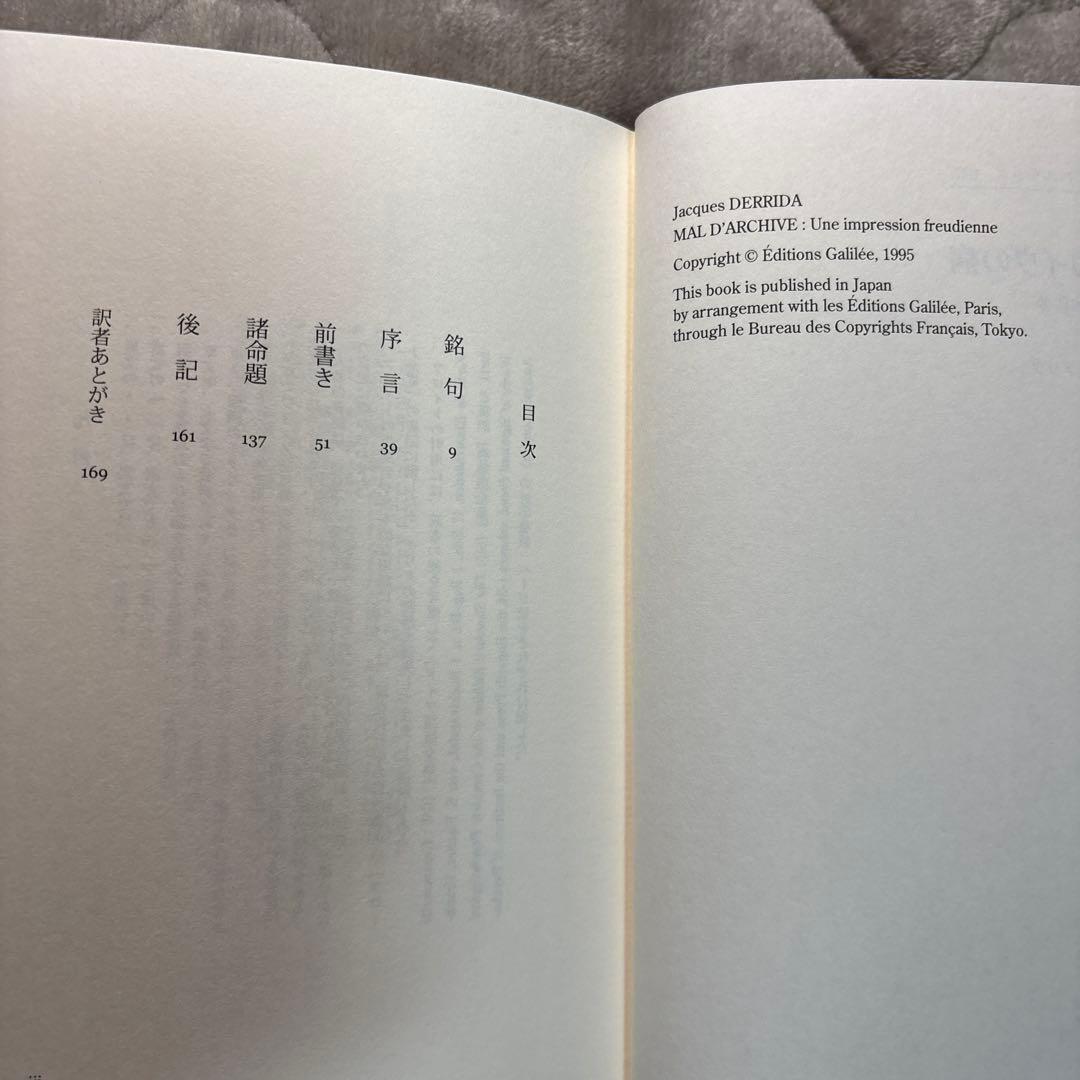 Jacques DERRIDA
MAL D'ARCHIVE : Une impression freudienne
Copyright © Éditions Galilée, 1995
This book is published in Japan
by arrangement with les Éditions Galilée, Paris,
through le Bureau des Copyrights Français, Tokyo.
目次
銘句 9
序言 39
前書き 51
諸命題 137
後記 161
訳者あとがき 169